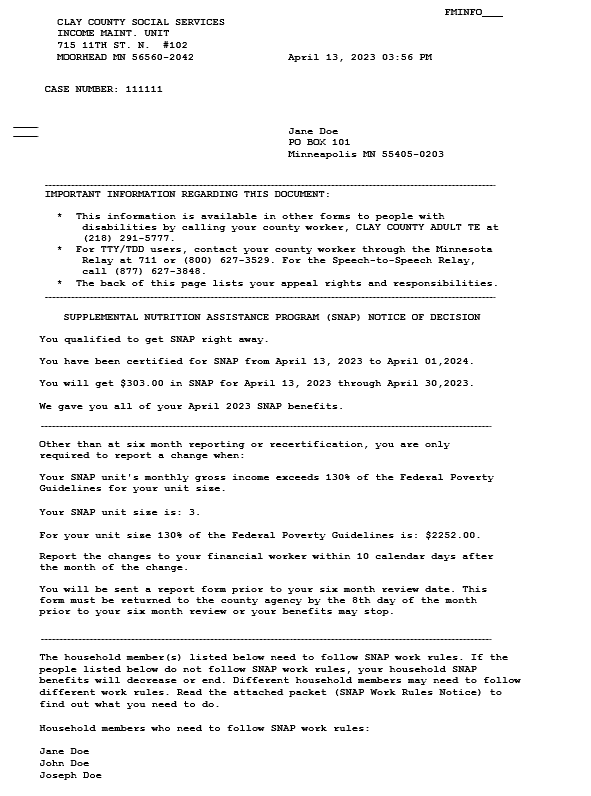 FMINFO___
CLAY COUNTY SOCIAL SERVICES
INCOME MAINT. UNIT
715 11TH ST. N.  #102
MOORHEAD MN 56560-2042    April 13, 2023 03:56 PM
CASE NUMBER: 111111
Jane Doe
PO BOX 101
Minneapolis MN 55405-0203
IMPORTANT INFORMATION REGARDING THIS DOCUMENT:
* This information is available in other forms to people with
disabilities by calling your county worker, CLAY COUNTY ADULT TE at
(218) 291-5777.
* For TTY/TDD users, contact your county worker through the Minnesota
Relay at 711 or (800) 627-3529. For the Speech-to-Speech Relay,
call (877) 627-3848.
* The back of this page lists your appeal rights and responsibilities.
SUPPLEMENTAL NUTRITION ASSISTANCE PROGRAM (SNAP) NOTICE OF DECISION
You qualified to get SNAP right away.
You have been certified for SNAP from April 13, 2023 to April 01,2024.
You will get $303.00 in SNAP for April 13, 2023 through April 30,2023.
We gave you all of your April 2023 SNAP benefits.
Other than at six month reporting or recertification, you are only
required to report a change when:
Your SNAP unit's monthly gross income exceeds 130% of the Federal Poverty
Guidelines for your unit size.
Your SNAP unit size is: 3.
For your unit size 130% of the Federal Poverty Guidelines is: $2252.00.
Report the changes to your financial worker within 10 calendar days after
the month of the change.
You will be sent a report form prior to your six month review date. This
form must be returned to the county agency by the 8th day of the month
prior to your six month review or your benefits may stop.
The household member(s) listed below need to follow SNAP work rules. If the
people listed below do not follow SNAP work rules, your household SNAP
benefits will decrease or end. Different household members may need to follow
different work rules. Read the attached packet (SNAP Work Rules Notice) to
find out what you need to do.
Household members who need to follow SNAP work rules:
Jane Doe
John Doe
Joseph Doe